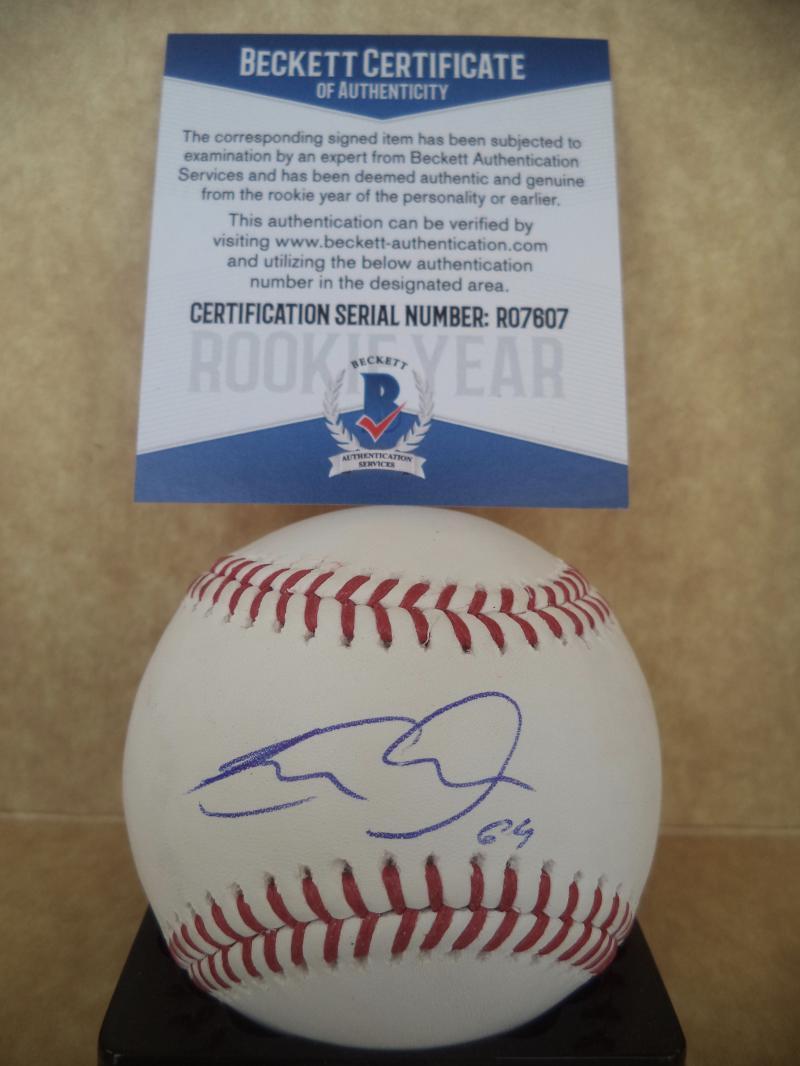 BECKETT CERTIFICATE
OF AUTHENTICITY
The corresponding signed item has been subjected to
examination by an expert from Beckett Authentication
Services and has been deemed authentic and genuine
from the rookie year of the personality or earlier.
This authentication can be verified by
visiting www.beckett-authentication.com
and utilizing the below authentication
number in the designated area.
CERTIFICATION SERIAL NUMBER: R07607
ROOKIE YEAR
BECKETT
B
AUTHENTICATION
SERVICES
64